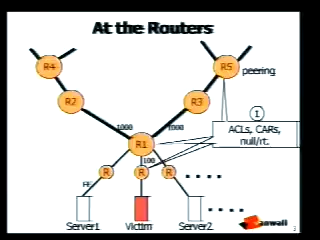 At the Routers
R4
R5
peering
R2
R3
1000
1000
1
ACLs, CARs,
null/rt.
R1
100
R
R
R
FE
Server1
Victim
Server2